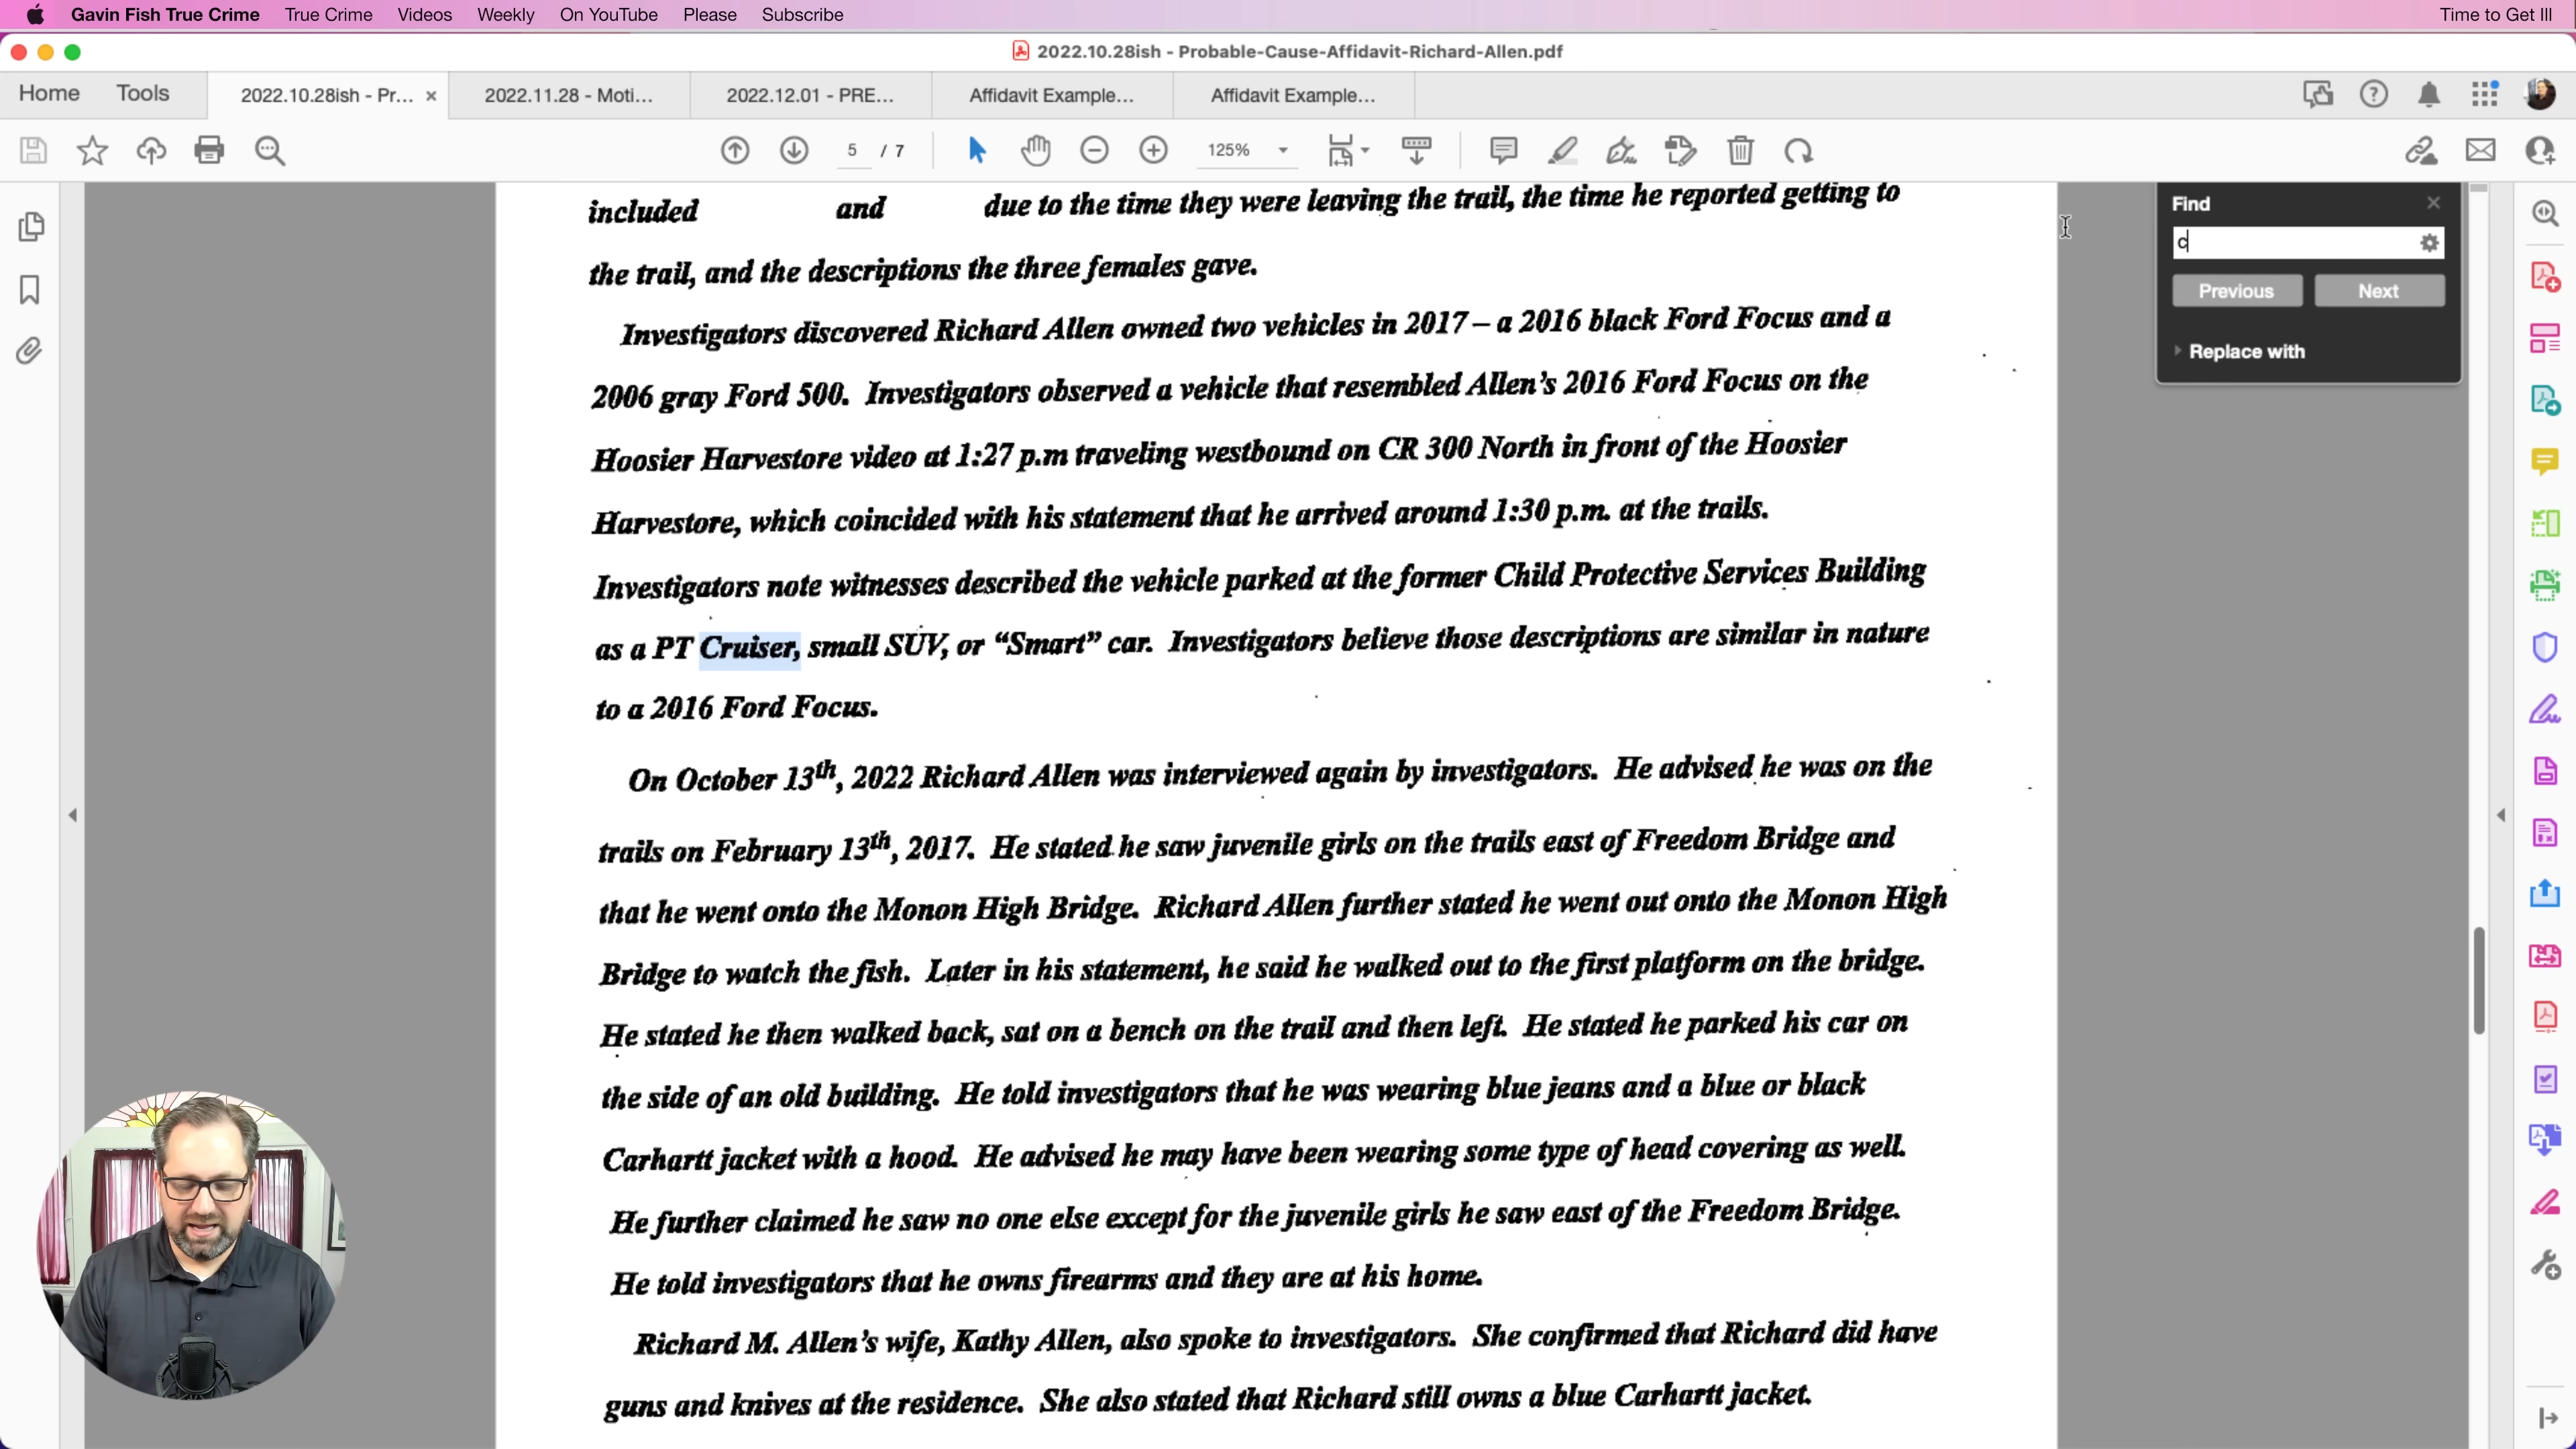 Gavin Fish True Crime True Crime Videos Weekly On YouTube Please Subscribe Time to Get Ill
2022.10.28ish - Probable-Cause-Affidavit-Richard-Allen.pdf
Home Tools 2022.10.28ish - Pr... × 2022.11.28 - Moti... 2022.12.01 - PRE... Affidavit Example... Affidavit Example...
5 / 7 125%
Find
c
Previous Next
Replace with
included and due to the time they were leaving the trail, the time he reported getting to
the trail, and the descriptions the three females gave.
Investigators discovered Richard Allen owned two vehicles in 2017 – a 2016 black Ford Focus and a
2006 gray Ford 500. Investigators observed a vehicle that resembled Allen's 2016 Ford Focus on the
Hoosier Harvestore video at 1:27 p.m traveling westbound on CR 300 North in front of the Hoosier
Harvestore, which coincided with his statement that he arrived around 1:30 p.m. at the trails.
Investigators note witnesses described the vehicle parked at the former Child Protective Services Building
as a PT Cruiser, small SUV, or “Smart” car. Investigators believe those descriptions are similar in nature
to a 2016 Ford Focus.
On October 13th, 2022 Richard Allen was interviewed again by investigators. He advised he was on the
trails on February 13th, 2017. He stated he saw juvenile girls on the trails east of Freedom Bridge and
that he went onto the Monon High Bridge. Richard Allen further stated he went out onto the Monon High
Bridge to watch the fish. Later in his statement, he said he walked out to the first platform on the bridge.
He stated he then walked back, sat on a bench on the trail and then left. He stated he parked his car on
the side of an old building. He told investigators that he was wearing blue jeans and a blue or black
Carhartt jacket with a hood. He advised he may have been wearing some type of head covering as well.
He further claimed he saw no one else except for the juvenile girls he saw east of the Freedom Bridge.
He told investigators that he owns firearms and they are at his home.
Richard M. Allen's wife, Kathy Allen, also spoke to investigators. She confirmed that Richard did have
guns and knives at the residence. She also stated that Richard still owns a blue Carhartt jacket.